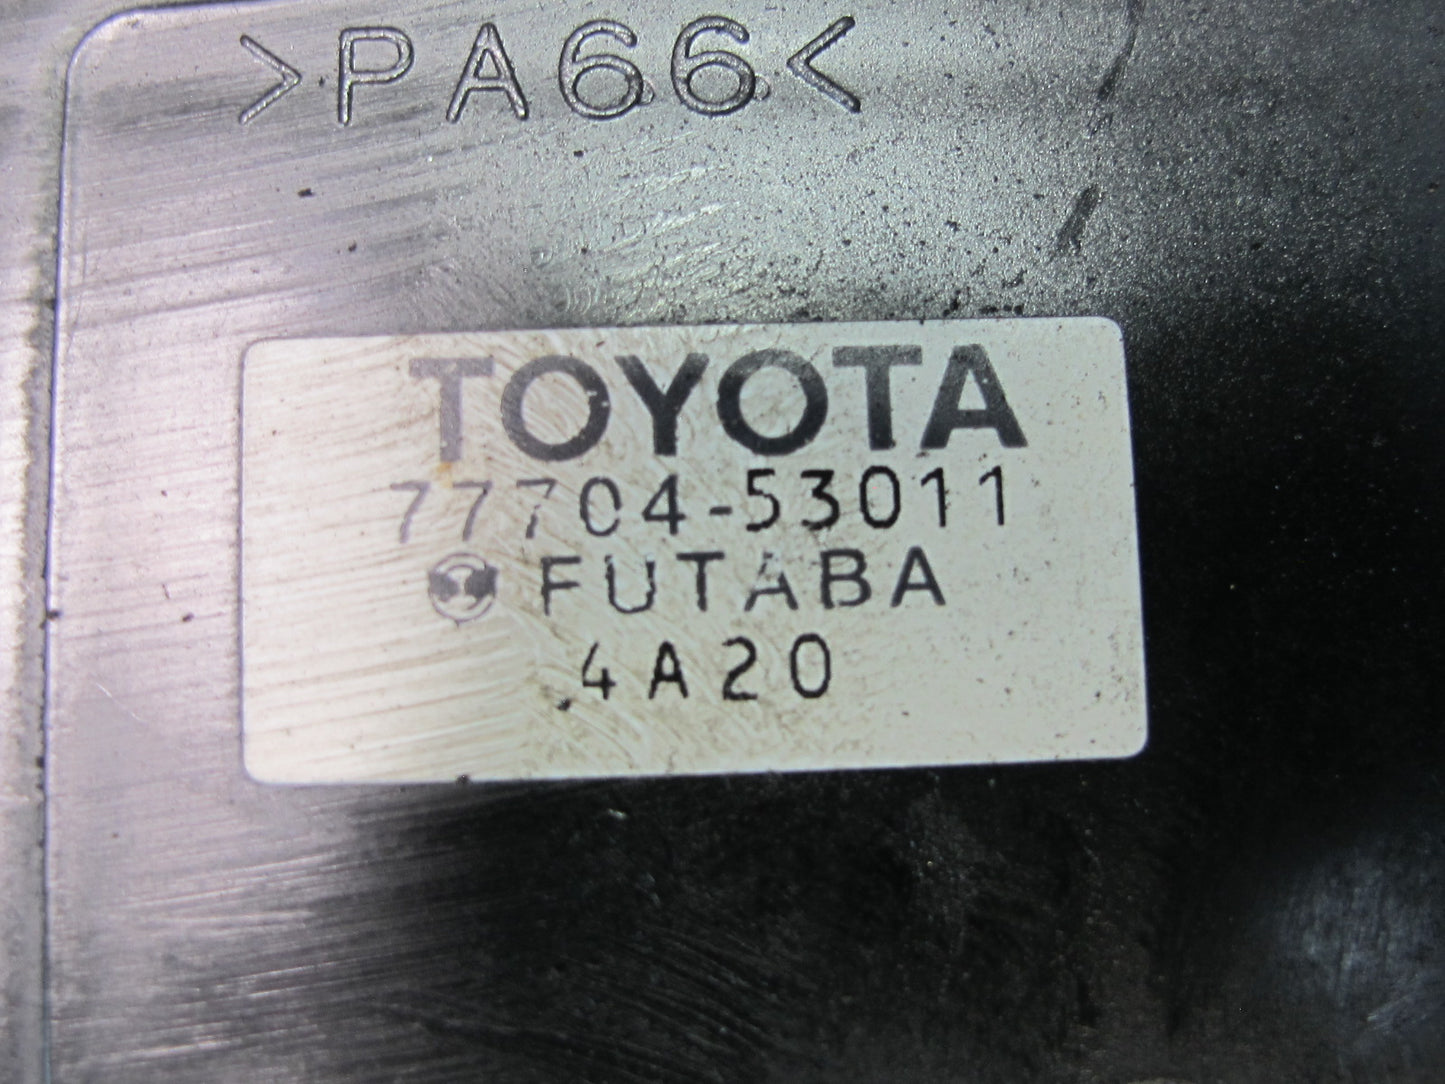 >PA66<
TOYOTA
77704-53011
FUTABA
4A20